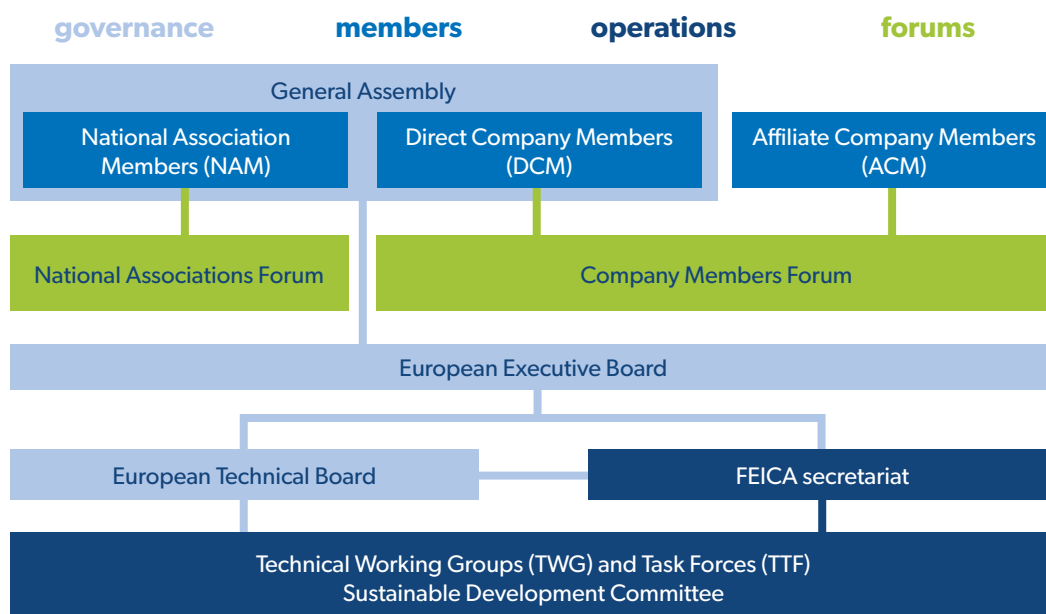 governance members operations forums
General Assembly
National Association
Members (NAM)
Direct Company Members
(DCM)
Affiliate Company Members
(ACM)
National Associations Forum
Company Members Forum
European Executive Board
European Technical Board
FEICA secretariat
Technical Working Groups (TWG) and Task Forces (TTF)
Sustainable Development Committee